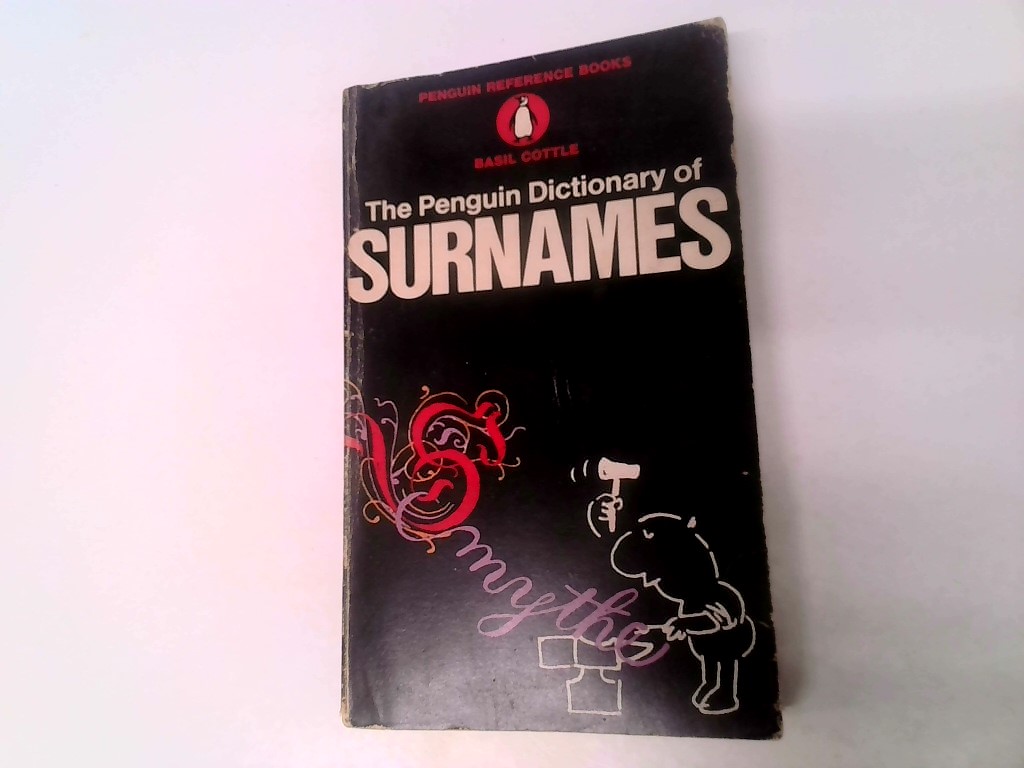 PENGUIN REFERENCE BOOKS
BASIL COTTLE
The Penguin Dictionary of
SURNAMES
Smythe